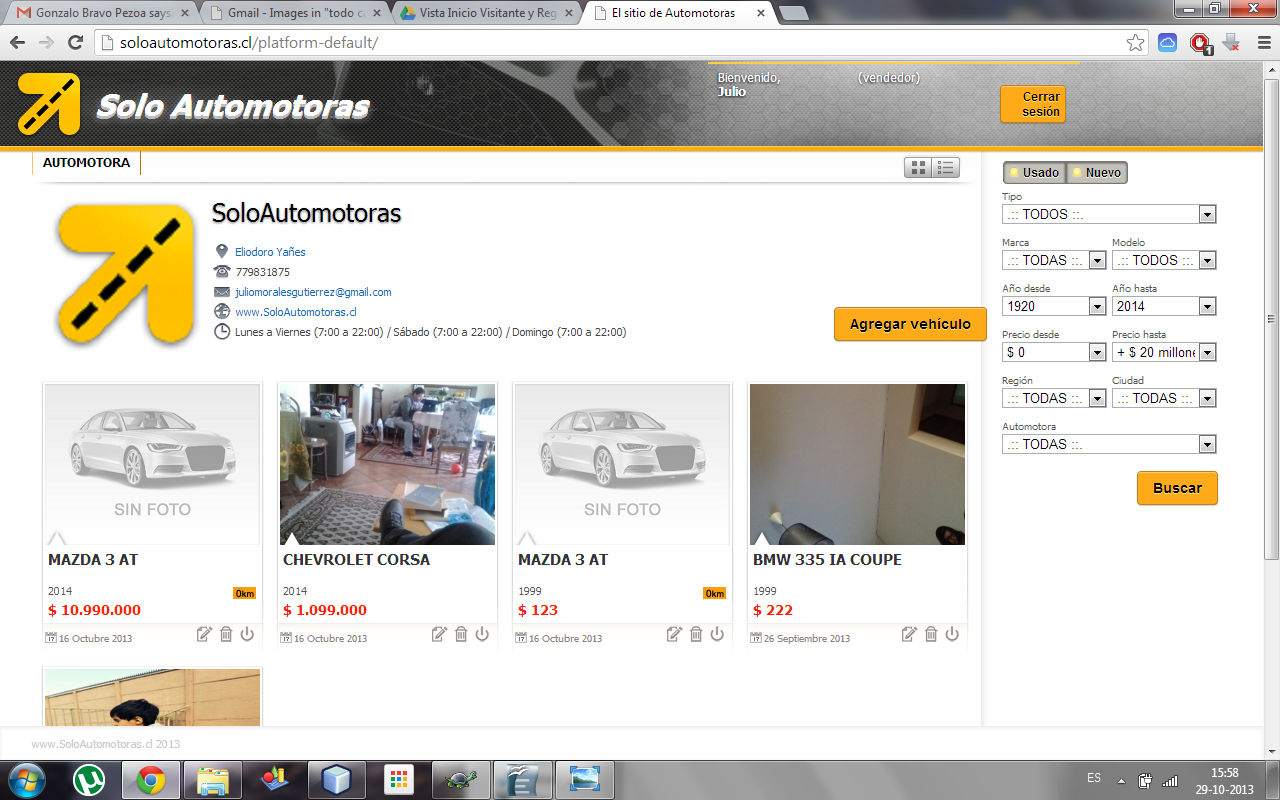 Gonzalo Bravo Pezoa says
Gmail - Images in "todo ca
Vista Inicio Visitante y Reg
El sitio de Automotoras
soloautomotoras.cl/platform-default/
1
Solo Automotoras
Bienvenido,
Julio
(vendedor)
Cerrar
sesión
AUTOMOTORA
SoloAutomotoras
Eliodoro Yañes
779831875
juliomoralesgutierrez@gmail.com
www.SoloAutomotoras.cl
Lunes a Viernes (7:00 a 22:00) / Sábado (7:00 a 22:00) / Domingo (7:00 a 22:00)
Agregar vehículo
Usado Nuevo
Tipo
.:: TODOS ::.
Marca Modelo
.:: TODAS ::. .:: TODOS ::.
Año desde Año hasta
1920 2014
Precio desde Precio hasta
$ 0 + $ 20 millone
Región Ciudad
.:: TODAS ::. .:: TODAS ::.
Automotora
.:: TODAS ::.
Buscar
SIN FOTO
MAZDA 3 AT
2014
0km
$ 10.990.000
17 16 Octubre 2013
CHEVROLET CORSA
2014
$ 1.099.000
17 16 Octubre 2013
SIN FOTO
MAZDA 3 AT
1999
0km
$ 123
17 16 Octubre 2013
BMW 335 IA COUPE
1999
$ 222
17 26 Septiembre 2013
www.SoloAutomotoras.cl 2013
ES
15:58
29-10-2013